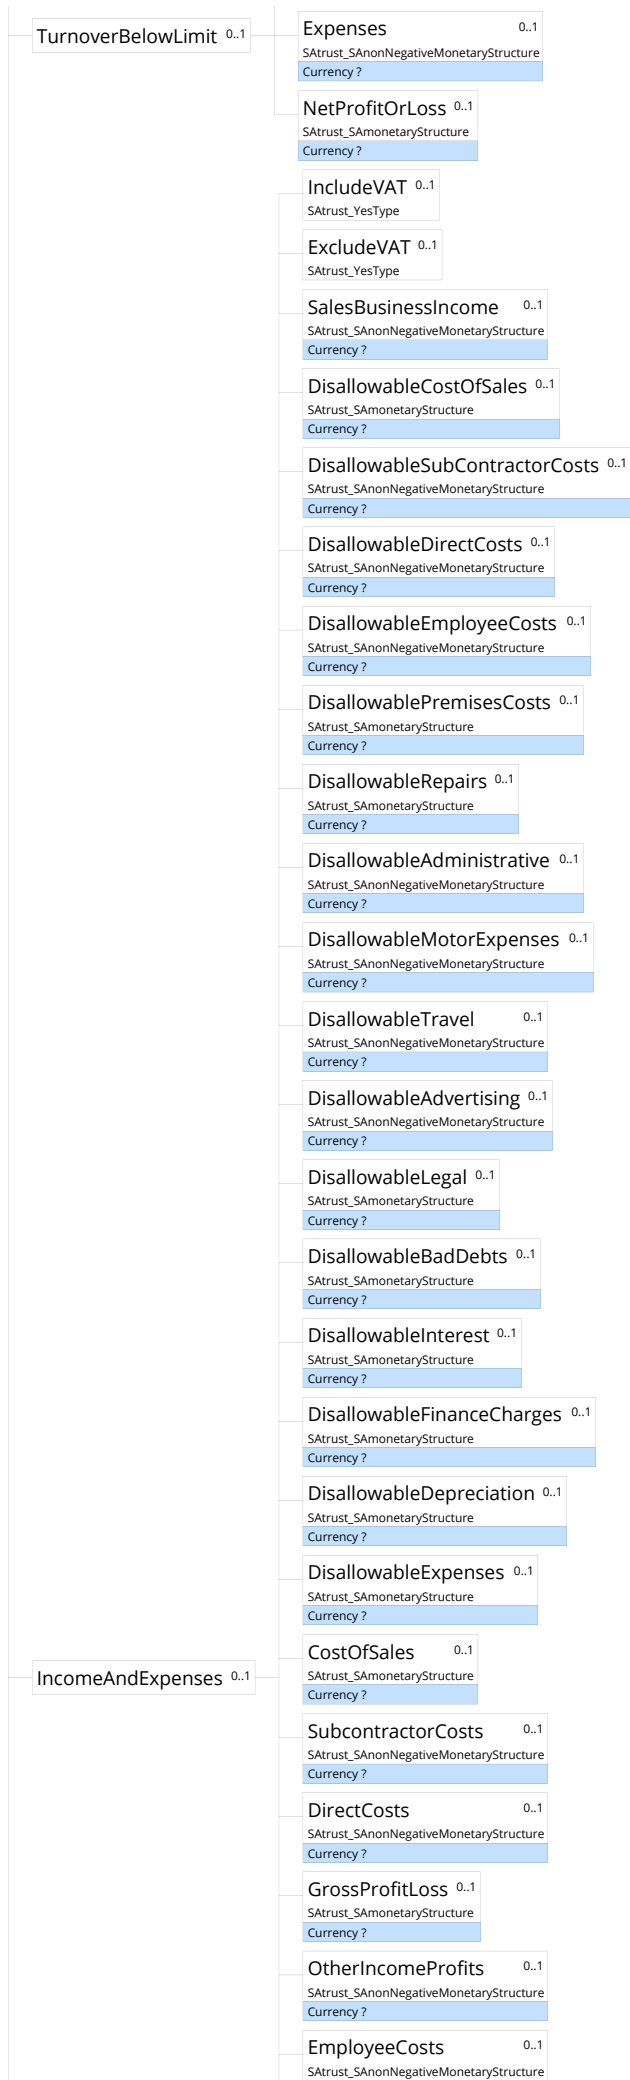 TurnoverBelowLimit 0..1
Expenses 0..1
SAtrust_SAnonNegativeMonetaryStructure
Currency ?
NetProfitOrLoss 0..1
SAtrust_SAmonetaryStructure
Currency ?
IncludeVAT 0..1
SAtrust_YesType
ExcludeVAT 0..1
SAtrust_YesType
SalesBusinessIncome 0..1
SAtrust_SAnonNegativeMonetaryStructure
Currency ?
DisallowableCostOfSales 0..1
SAtrust_SAmonetaryStructure
Currency ?
DisallowableSubContractorCosts 0..1
SAtrust_SAnonNegativeMonetaryStructure
Currency ?
DisallowableDirectCosts 0..1
SAtrust_SAnonNegativeMonetaryStructure
Currency ?
DisallowableEmployeeCosts 0..1
SAtrust_SAnonNegativeMonetaryStructure
Currency ?
DisallowablePremisesCosts 0..1
SAtrust_SAmonetaryStructure
Currency ?
DisallowableRepairs 0..1
SAtrust_SAmonetaryStructure
Currency ?
DisallowableAdministrative 0..1
SAtrust_SAnonNegativeMonetaryStructure
Currency ?
DisallowableMotorExpenses 0..1
SAtrust_SAnonNegativeMonetaryStructure
Currency ?
DisallowableTravel 0..1
SAtrust_SAnonNegativeMonetaryStructure
Currency ?
DisallowableAdvertising 0..1
SAtrust_SAnonNegativeMonetaryStructure
Currency ?
DisallowableLegal 0..1
SAtrust_SAmonetaryStructure
Currency ?
DisallowableBadDebts 0..1
SAtrust_SAmonetaryStructure
Currency ?
DisallowableInterest 0..1
SAtrust_SAmonetaryStructure
Currency ?
DisallowableFinanceCharges 0..1
SAtrust_SAmonetaryStructure
Currency ?
DisallowableDepreciation 0..1
SAtrust_SAmonetaryStructure
Currency ?
DisallowableExpenses 0..1
SAtrust_SAmonetaryStructure
Currency ?
IncomeAndExpenses 0..1
CostOfSales 0..1
SAtrust_SAmonetaryStructure
Currency ?
SubcontractorCosts 0..1
SAtrust_SAnonNegativeMonetaryStructure
Currency ?
DirectCosts 0..1
SAtrust_SAnonNegativeMonetaryStructure
Currency ?
GrossProfitLoss 0..1
SAtrust_SAmonetaryStructure
Currency ?
OtherIncomeProfits 0..1
SAtrust_SAnonNegativeMonetaryStructure
Currency ?
EmployeeCosts 0..1
SAtrust_SAnonNegativeMonetaryStructure